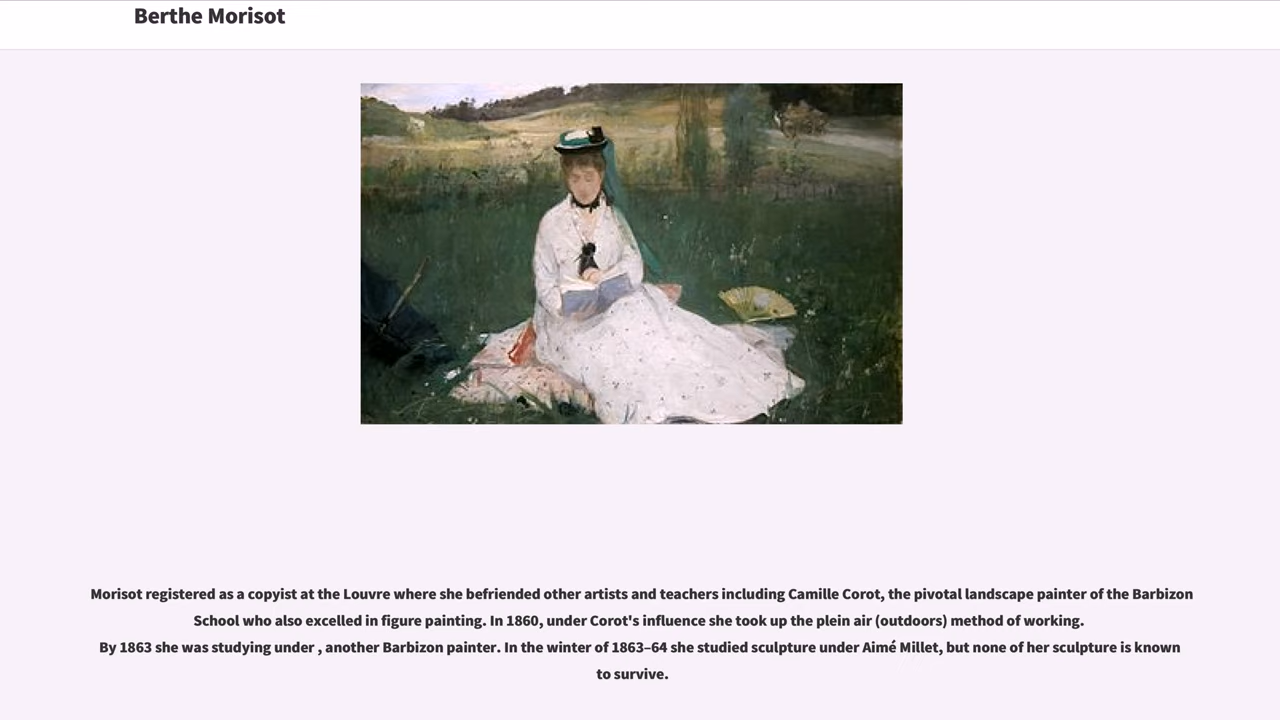 Berthe Morisot
Morisot registered as a copyist at the Louvre where she befriended other artists and teachers including Camille Corot, the pivotal landscape painter of the Barbizon
School who also excelled in figure painting. In 1860, under Corot's influence she took up the plein air (outdoors) method of working.
By 1863 she was studying under , another Barbizon painter. In the winter of 1863–64 she studied sculpture under Aimé Millet, but none of her sculpture is known
to survive.